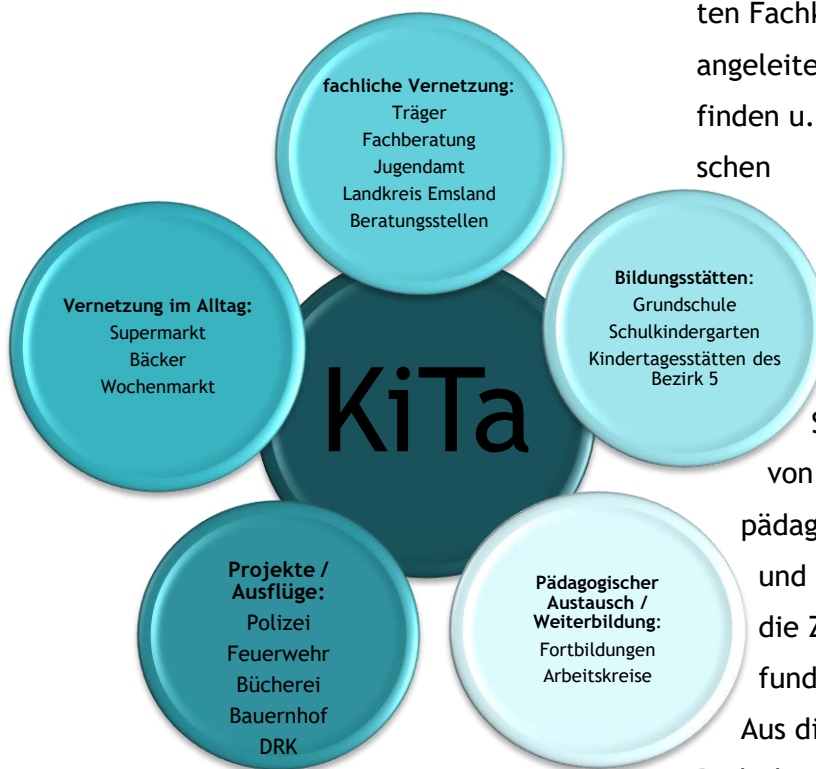 fachliche Vernetzung:
Träger
Fachberatung
Jugendamt
Landkreis Emsland
Beratungsstellen
Vernetzung im Alltag:
Supermarkt
Bäcker
Wochenmarkt
KiTa
Bildungsstätten:
Grundschule
Schulkindergarten
Kindertagesstätten des
Bezirk 5
Projekte /
Ausflüge:
Polizei
Feuerwehr
Bücherei
Bauernhof
DRK
Pädagogischer
Austausch /
Weiterbildung:
Fortbildungen
Arbeitskreise
angeleite
finden u.
schen
von
pädag
und
die Z
fund
Aus di